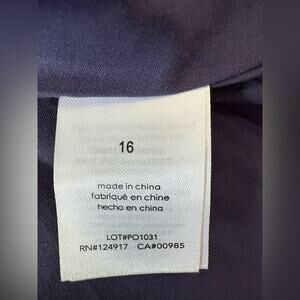 16
made in china
fabriqué en chine
hecho en china
LOT#PO1031
RN#124917 CA#00985